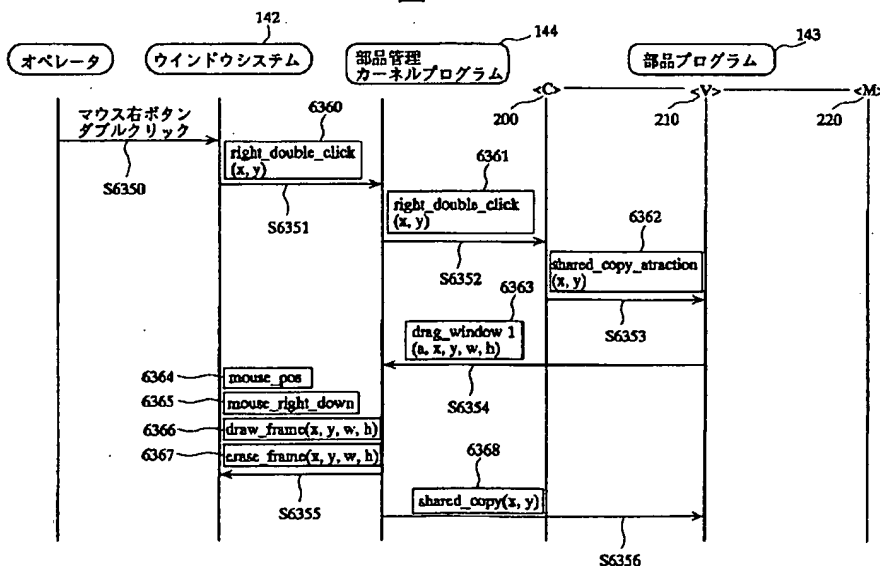 142
144
143
オペレータ
ウインドウシステム
部品管理
カーネルプログラム
部品プログラム
<C>
<V>
<M>
200
210
220
マウス右ボタン
ダブルクリック
S6350
6360
right_double_click
(x, y)
S6351
6361
right_double_click
(x, y)
S6352
6362
shared_copy_atraction
(x, y)
S6353
6363
drag_window 1
(a, x, y, w, h)
S6354
6364
mouse_pos
6365
mouse_right_down
6366
draw_frame(x, y, w, h)
6367
erase_frame(x, y, w, h)
S6355
6368
shared_copy(x, y)
S6356